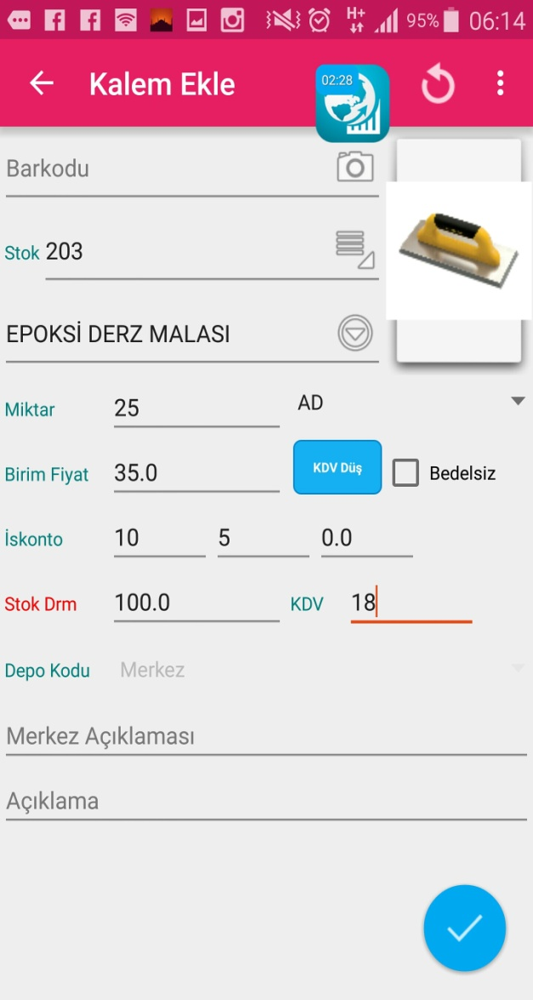 H+ 95% 06:14
Kalem Ekle 02:28
Barkodu
Stok 203
EPOKSİ DERZ MALASI
Miktar 25 AD
Birim Fiyat 35.0 KDV Düş Bedelsiz
İskonto 10 5 0.0
Stok Drm 100.0 KDV 18
Depo Kodu Merkez
Merkez Açıklaması
Açıklama